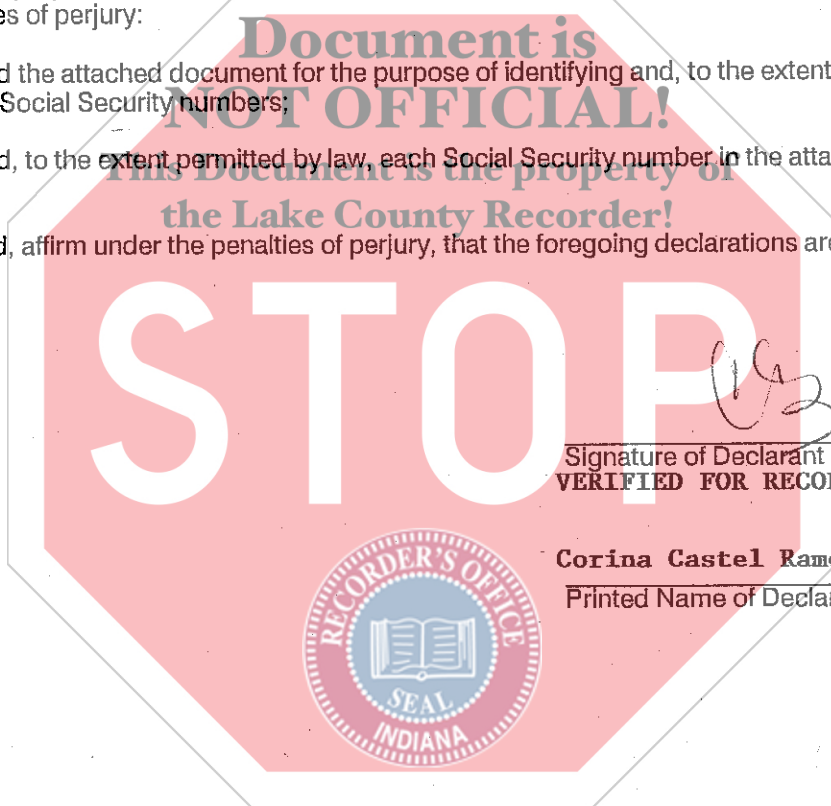 es of perjury:
Document is
d the attached document for the purpose of identifying and, to the extent
NOT OFFICIAL!
Social Security numbers;
d, to the extent permitted by law, each Social Security number in the atta
This Document is the property of
the Lake County Recorder!
d, affirm under the penalties of perjury, that the foregoing declarations are
STOP
Signature of Declarant
VERIFIED FOR RECO
Corina Castel Ram
Printed Name of Declar
RECORDER'S OFFICE
SEAL
INDIANA